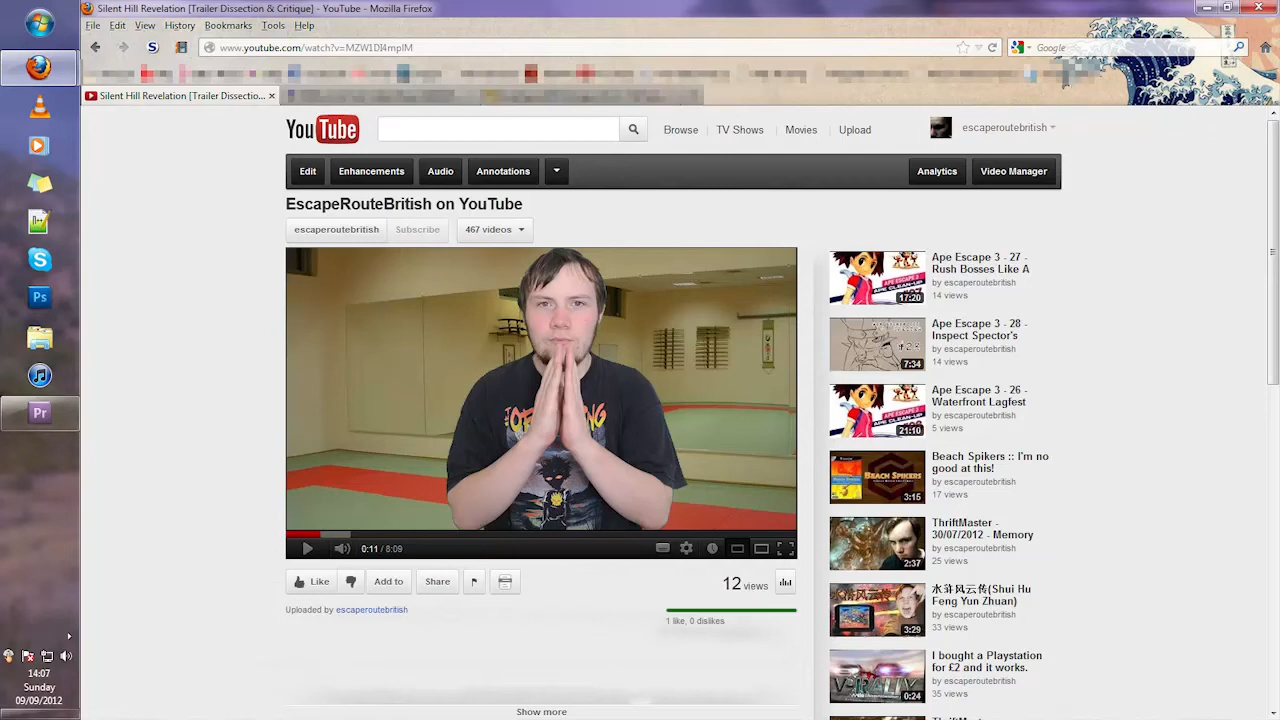 Silent Hill Revelation [Trailer Dissection & Critique] - YouTube - Mozilla Firefox
File Edit View History Bookmarks Tools Help
www.youtube.com/watch?v=MZW1DI4mpIM
Google
Silent Hill Revelation [Trailer Dissectio...
YouTube
Browse TV Shows Movies Upload
escaperoutebritish
Edit Enhancements Audio Annotations
Analytics Video Manager
EscapeRouteBritish on YouTube
escaperoutebritish Subscribe 467 videos
0:11 / 8:09
Like Add to Share
12 views
Uploaded by escaperoutebritish
1 like, 0 dislikes
Show more
17:20
Ape Escape 3 - 27 -
Rush Bosses Like A
by escaperoutebritish
14 views
7:34
Ape Escape 3 - 28 -
Inspect Spector's
by escaperoutebritish
14 views
21:10
Ape Escape 3 - 26 -
Waterfront Lagfest
by escaperoutebritish
5 views
BEACH SPIKERS
3:15
Beach Spikers :: I'm no
good at this!
by escaperoutebritish
17 views
2:37
ThriftMaster -
30/07/2012 - Memory
by escaperoutebritish
25 views
3:29
水浒风云传(Shui Hu
Feng Yun Zhuan)
by escaperoutebritish
33 views
V-RALLY
0:24
I bought a Playstation
for £2 and it works.
by escaperoutebritish
35 views
Ps
Pr
14:07
Sunday
09/09/2012